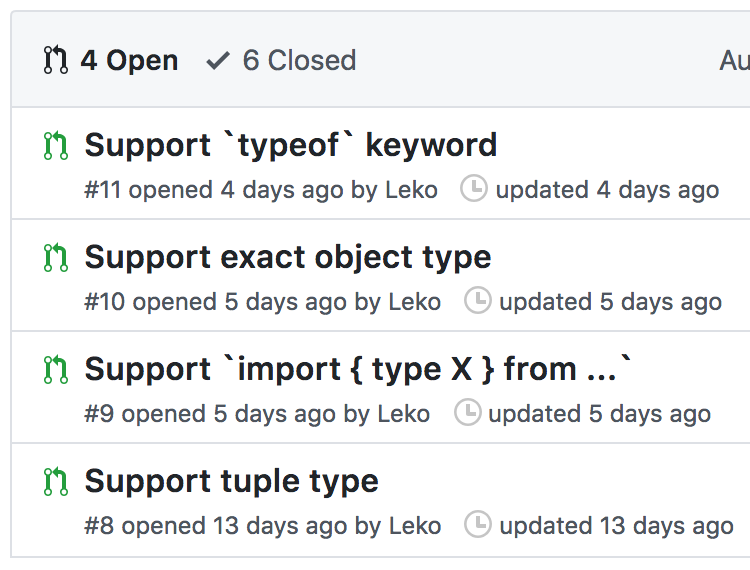 4 Open 6 Closed Au
Support `typeof` keyword
#11 opened 4 days ago by Leko updated 4 days ago
Support exact object type
#10 opened 5 days ago by Leko updated 5 days ago
Support `import { type X } from ...`
#9 opened 5 days ago by Leko updated 5 days ago
Support tuple type
#8 opened 13 days ago by Leko updated 13 days ago